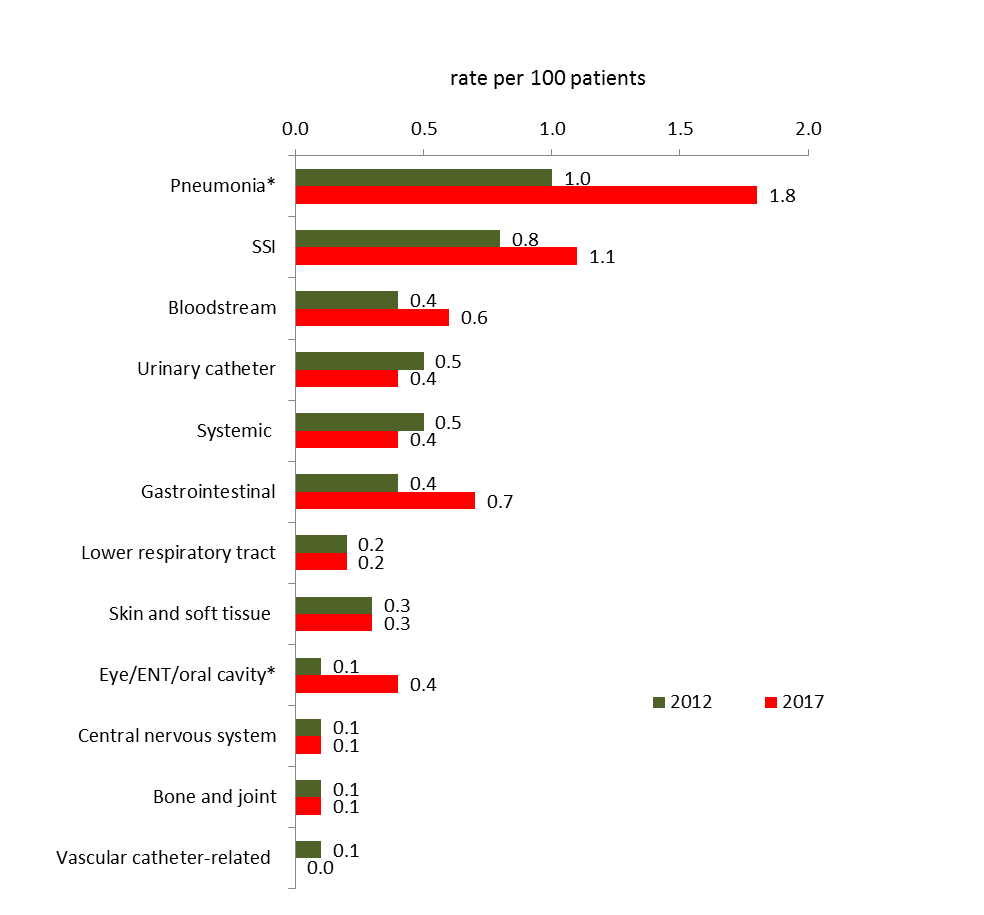 rate per 100 patients
0.0 0.5 1.0 1.5 2.0
Pneumonia* 1.0
1.8
SSI 0.8
1.1
Bloodstream 0.4
0.6
Urinary catheter 0.5
0.4
Systemic 0.5
0.4
Gastrointestinal 0.4
0.7
Lower respiratory tract 0.2
0.2
Skin and soft tissue 0.3
0.3
Eye/ENT/oral cavity* 0.1
0.4
2012 2017
Central nervous system 0.1
0.1
Bone and joint 0.1
0.1
Vascular catheter-related 0.1
0.0